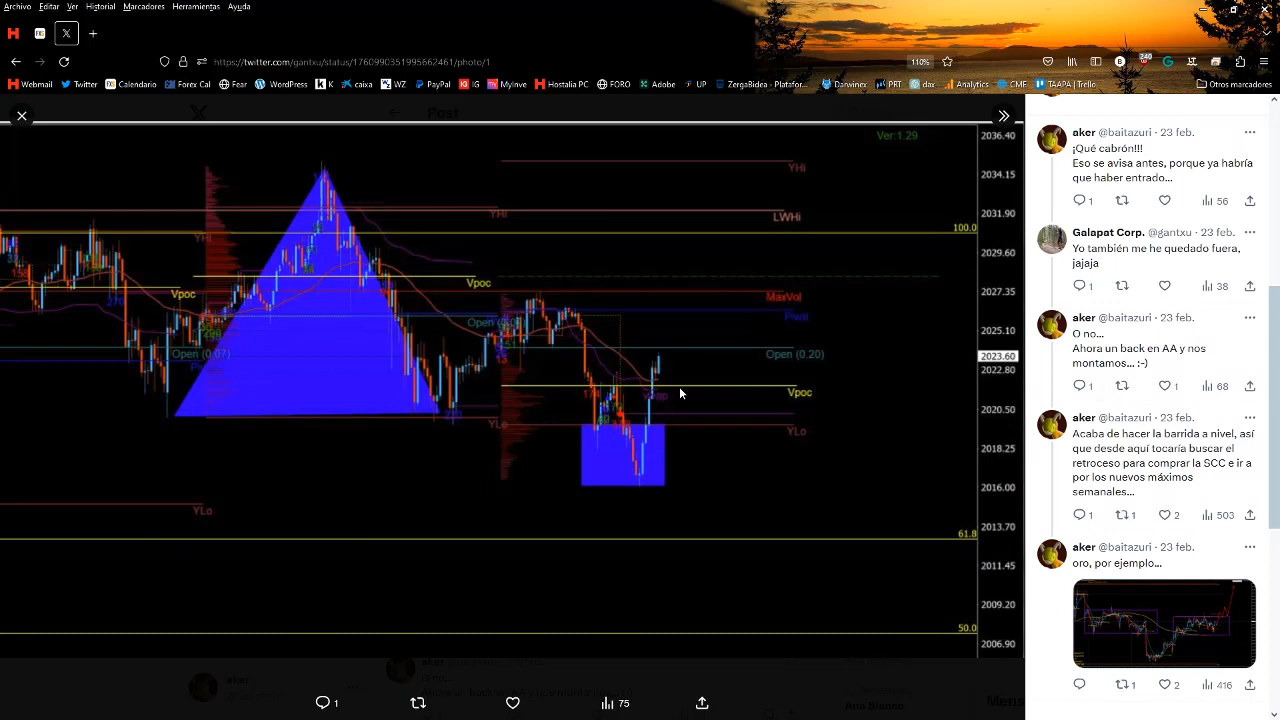 Archivo Editar Ver Historial Marcadores Herramientas Ayuda
https://twitter.com/gantxu/status/1760990351995662461/photo/1
110%
240
Webmail Twitter Calendario Forex Cal Fear WordPress K caixa WZ PayPal IG MyInve Hostalia PC FORO Adobe UP ZergaBidea - Platafor... Darwinex PRT dax- Analytics CME TAAPA | Trello Otros marcadores
Post
Ver:1.29
2036.40
YHi
2034.15
YHi
LWHi
2031.90
YHi
100.0
2029.60
Vpoc
Vpoc
2027.35
MaxVol
Pivot
2025.10
Open (0.07)
Open (0.20)
2023.60
2022.80
Vpoc
Vwap
2020.50
YLo
YLo
2018.25
2016.00
YLo
2013.70
61.8
2011.45
2009.20
50.0
2006.90
1
75
aker @baitazuri · 23 feb.
¡Qué cabrón!!!
Eso se avisa antes, porque ya habría
que haber entrado...
1 56
Galapat Corp. @gantxu · 23 feb.
Yo también me he quedado fuera,
jajaja
1 38
aker @baitazuri · 23 feb.
O no...
Ahora un back en AA y nos
montamos... :-)
1 1 68
aker @baitazuri · 23 feb.
Acaba de hacer la barrida a nivel, así
que desde aquí tocaría buscar el
retroceso para comprar la SCC e ir a
por los nuevos máximos
semanales...
1 1 2 503
aker @baitazuri · 23 feb.
oro, por ejemplo...
1 2 416